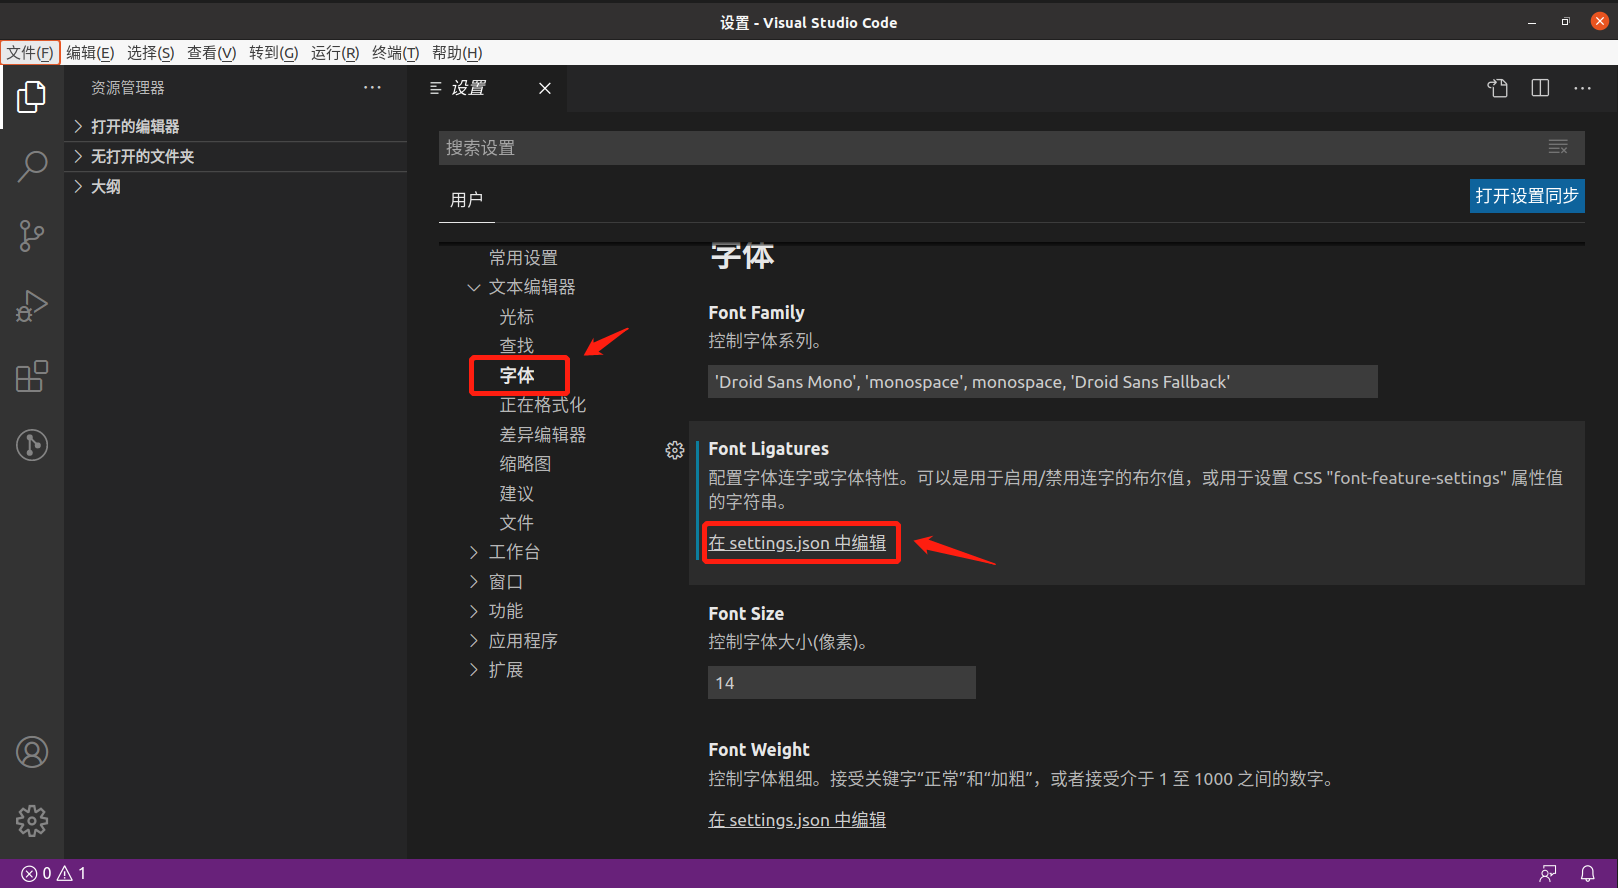 设置 - Visual Studio Code
文件(F) 编辑(E) 选择(S) 查看(V) 转到(G) 运行(R) 终端(T) 帮助(H)
资源管理器
打开的编辑器
无打开的文件夹
大纲
设置
搜索设置
用户
打开设置同步
常用设置
文本编辑器
光标
查找
字体
正在格式化
差异编辑器
缩略图
建议
文件
工作台
窗口
功能
应用程序
扩展
字体
Font Family
控制字体系列。
'Droid Sans Mono', 'monospace', monospace, 'Droid Sans Fallback'
Font Ligatures
配置字体连字或字体特性。可以是用于启用/禁用连字的布尔值，或用于设置 CSS "font-feature-settings" 属性值
的字符串。
在 settings.json 中编辑
Font Size
控制字体大小(像素)。
14
Font Weight
控制字体粗细。接受关键字“正常”和“加粗”，或者接受介于 1 至 1000 之间的数字。
在 settings.json 中编辑
0 1